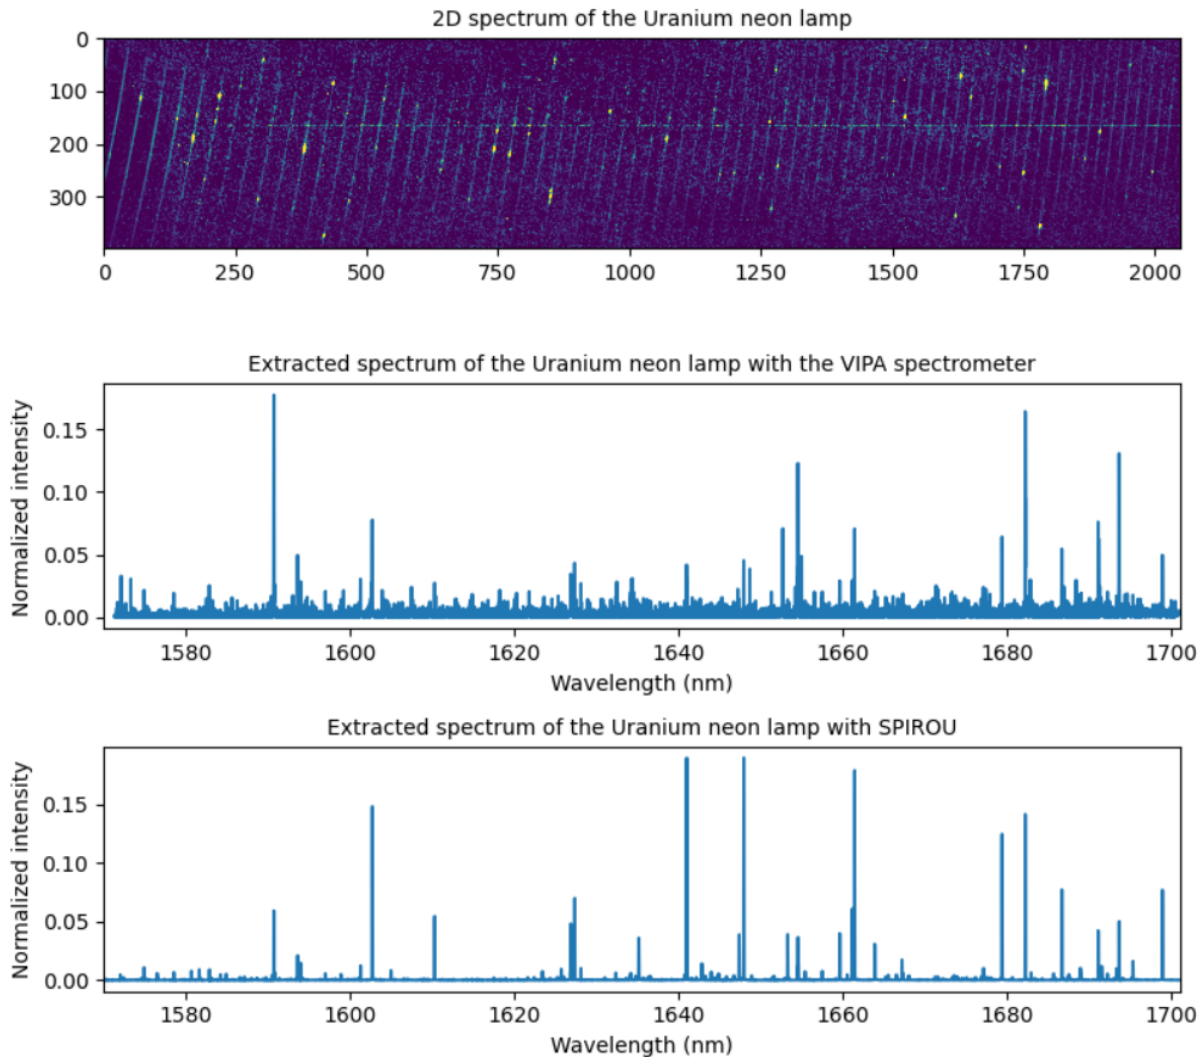 2D spectrum of the Uranium neon lamp
0
100
200
300
0 250 500 750 1000 1250 1500 1750 2000
Extracted spectrum of the Uranium neon lamp with the VIPA spectrometer
Normalized intensity
0.15
0.10
0.05
0.00
1580 1600 1620 1640 1660 1680 1700
Wavelength (nm)
Extracted spectrum of the Uranium neon lamp with SPIROU
Normalized intensity
0.15
0.10
0.05
0.00
1580 1600 1620 1640 1660 1680 1700
Wavelength (nm)